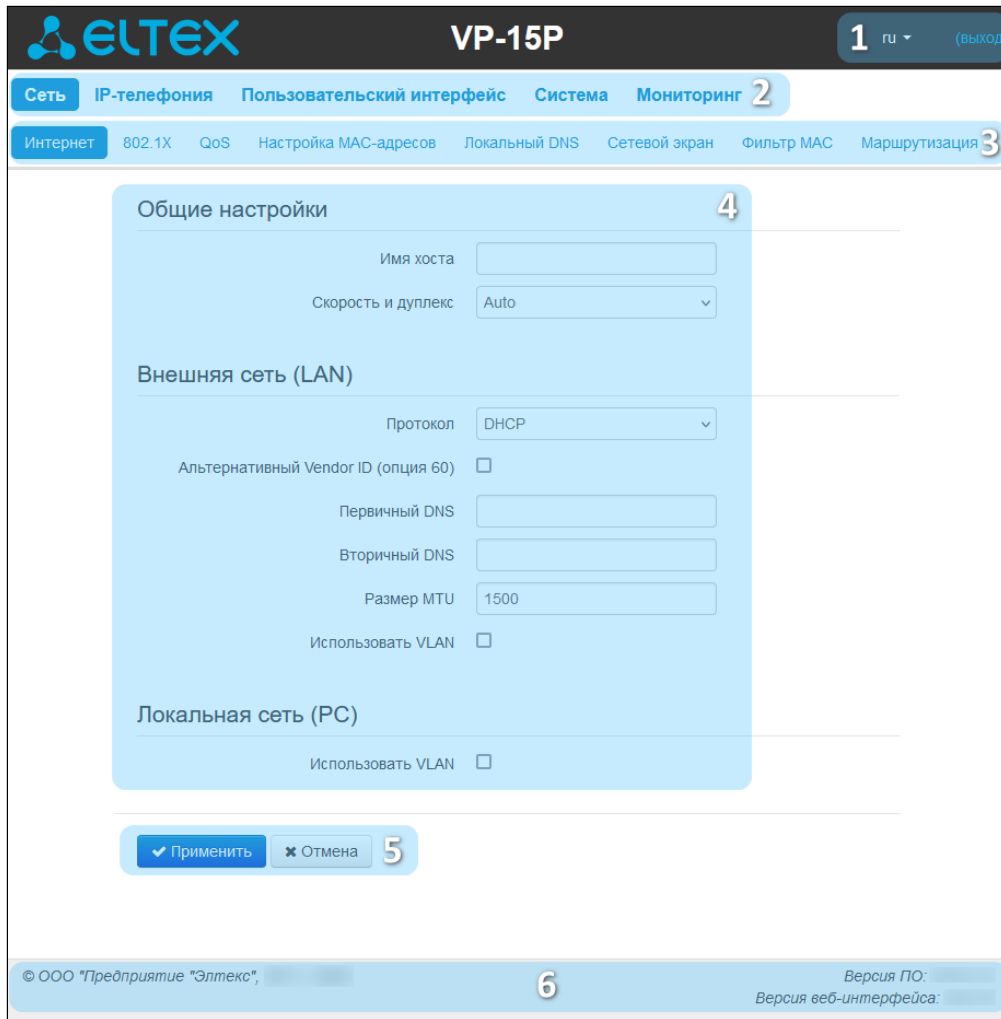 ELTEX
VP-15P
1 ru (выход
Сеть IP-телефония Пользовательский интерфейс Система Мониторинг 2
Интернет 802.1X QoS Настройка MAC-адресов Локальный DNS Сетевой экран Фильтр MAC Маршрутизация 3
Общие настройки 4
Имя хоста
Скорость и дуплекс Auto
Внешняя сеть (LAN)
Протокол DHCP
Альтернативный Vendor ID (опция 60)
Первичный DNS
Вторичный DNS
Размер MTU 1500
Использовать VLAN
Локальная сеть (PC)
Использовать VLAN
Применить Отмена 5
© ООО "Предприятие "Элтекс", 6 Версия ПО:
Версия веб-интерфейса: